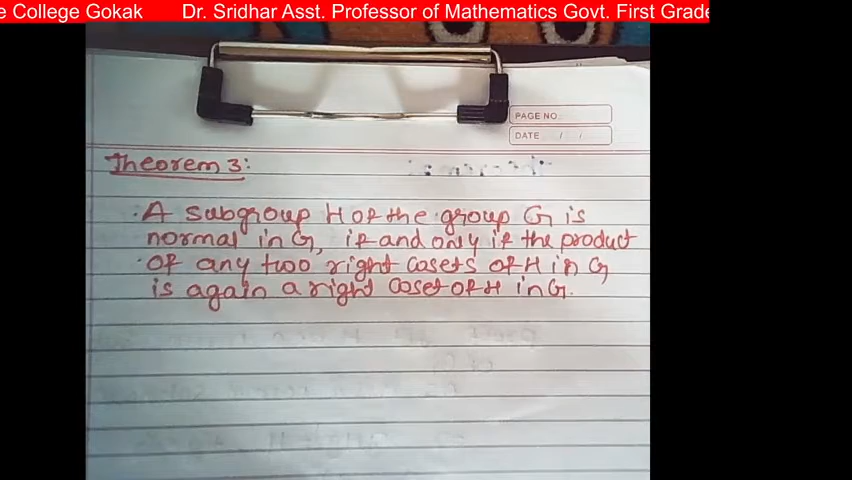 e College Gokak Dr. Sridhar Asst. Professor of Mathematics Govt. First Grade
PAGE NO
DATE / /
Theorem 3:
A subgroup H of the group G is
normal in G, if and only if the product
of any two right cosets of H in G
is again a right coset of H in G.